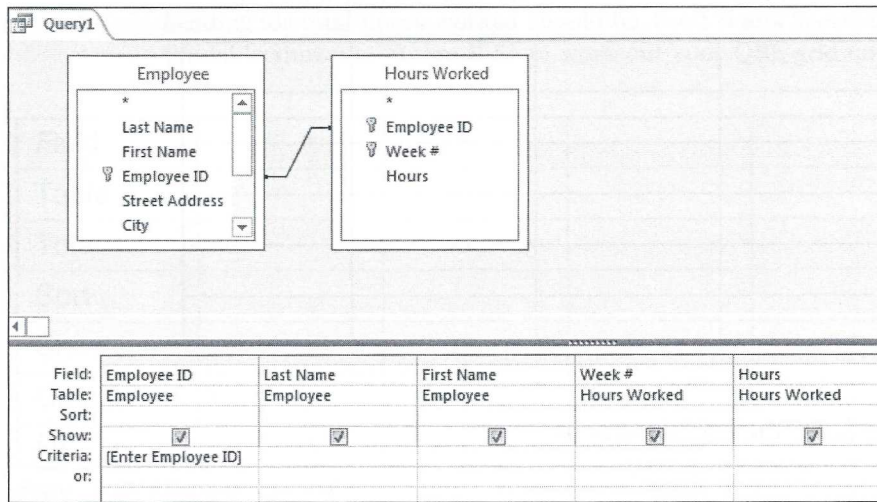 Query1
Employee
*
Last Name
First Name
Employee ID
Street Address
City
Hours Worked
*
Employee ID
Week #
Hours
Field: Employee ID Last Name First Name Week # Hours
Table: Employee Employee Employee Hours Worked Hours Worked
Sort:
Show:
Criteria: [Enter Employee ID]
or: